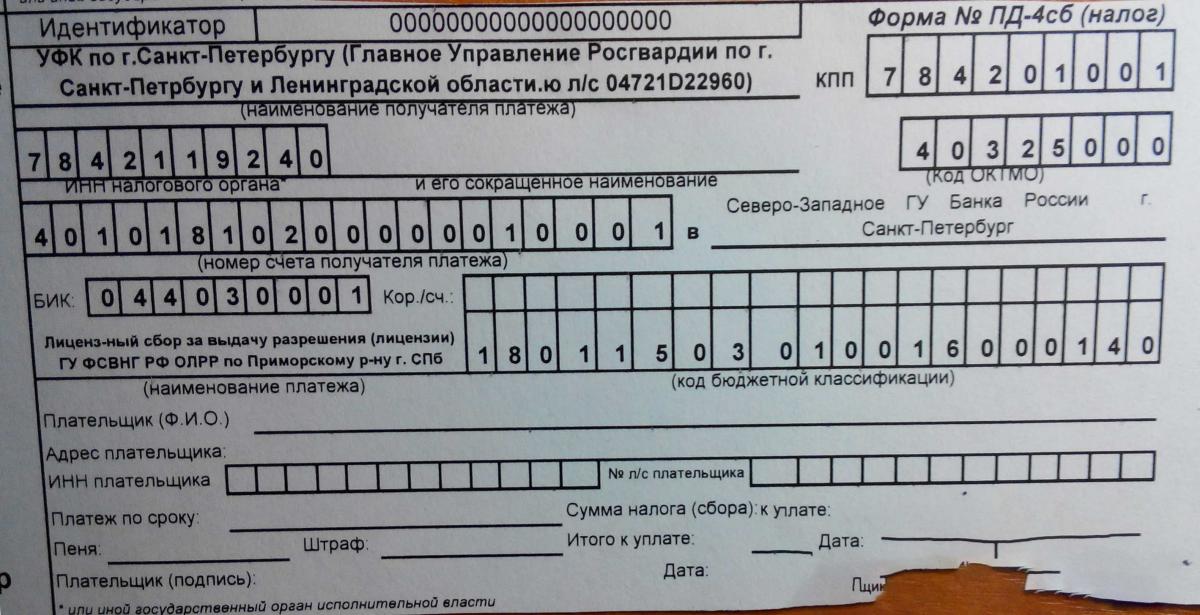 Идентификатор 00000000000000000000 Форма № ПД-4сб (налог)
УФК по г.Санкт-Петербургу (Главное Управление Росгвардии по г.
Санкт-Петрбургу и Ленинградской области.ю л/с 04721D22960) КПП 784201001
(наименование получателя платежа)
7842119240 40325000
ИНН налогового органа* и его сокращенное наименование (Код ОКТМО)
Северо-Западное ГУ Банка России г.
40101810200000010001 в Санкт-Петербург
(номер счета получателя платежа)
БИК: 044030001 Кор./сч.:
Лиценз-ный сбор за выдачу разрешения (лицензии)
ГУ ФСВНГ РФ ОЛРР по Приморскому р-ну г. СПб 18011503010016000140
(наименование платежа) (код бюджетной классификации)
Плательщик (Ф.И.О.)
Адрес плательщика:
ИНН плательщика № л/с плательщика
Платеж по сроку: Сумма налога (сбора): к уплате:
Пеня: Штраф: Итого к уплате: Дата:
Плательщик (подпись): Дата:
* или иной государственный орган исполнительной власти